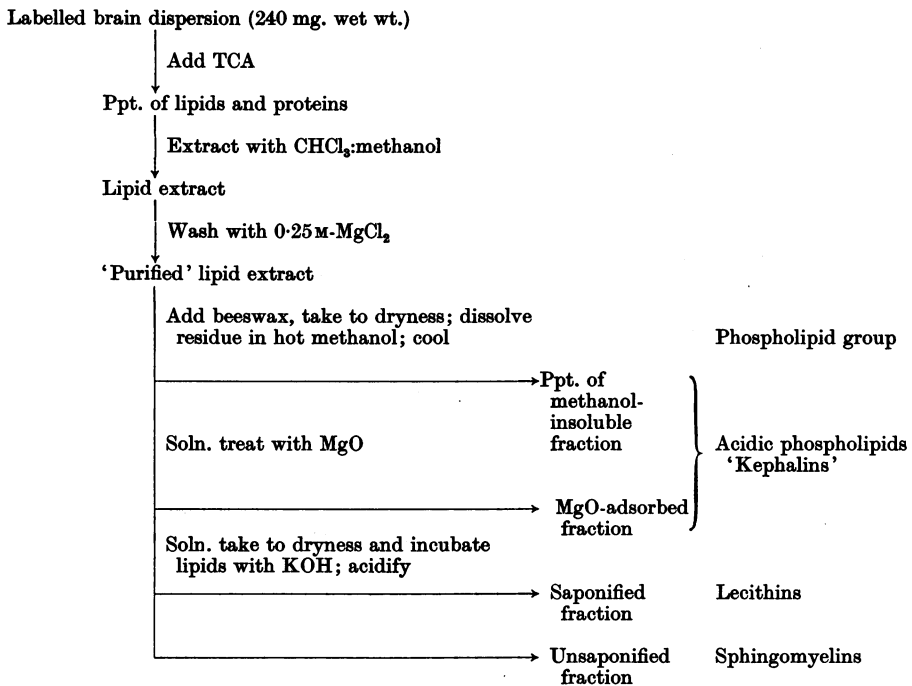 Labelled brain dispersion (240 mg. wet wt.)
Add TCA
Ppt. of lipids and proteins
Extract with CHCl₃:methanol
Lipid extract
Wash with 0·25 M-MgCl₂
‘Purified’ lipid extract
Add beeswax, take to dryness; dissolve
residue in hot methanol; cool
Phospholipid group
Ppt. of
methanol-
insoluble
fraction
Soln. treat with MgO
Acidic phospholipids
‘Kephalins’
MgO-adsorbed
fraction
Soln. take to dryness and incubate
lipids with KOH; acidify
Saponified
fraction
Lecithins
Unsaponified
fraction
Sphingomyelins